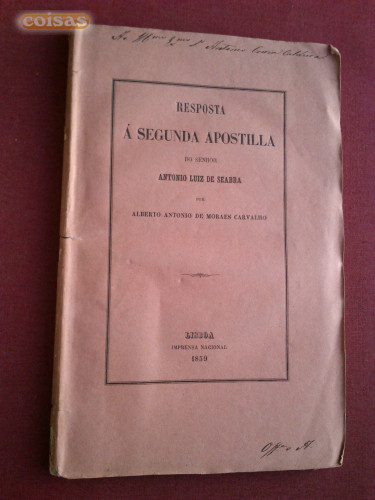 coisas
RESPOSTA
Á SEGUNDA APOSTILLA
DO SENHOR
ANTONIO LUIZ DE SEABRA
POR
ALBERTO ANTONIO DE MORAES CARVALHO
LISBOA
IMPRENSA NACIONAL
1859